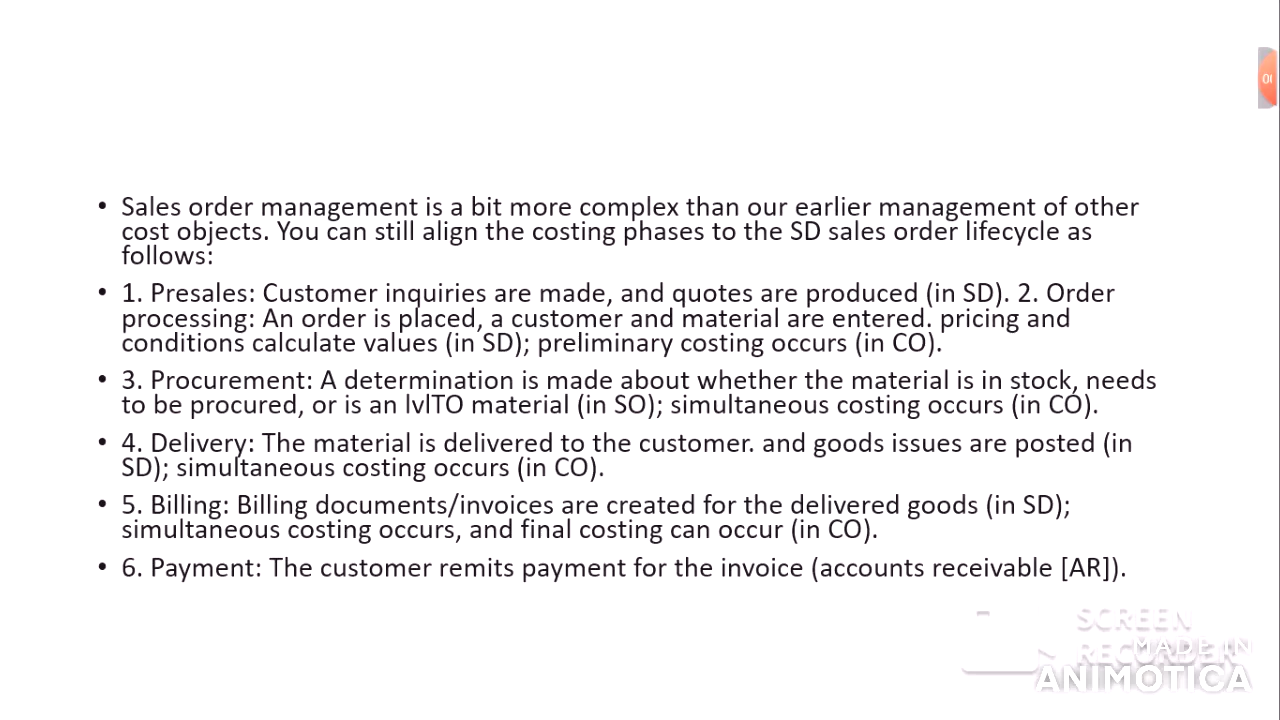 • Sales order management is a bit more complex than our earlier management of other
cost objects. You can still align the costing phases to the SD sales order lifecycle as
follows:
• 1. Presales: Customer inquiries are made, and quotes are produced (in SD). 2. Order
processing: An order is placed, a customer and material are entered. pricing and
conditions calculate values (in SD); preliminary costing occurs (in CO).
• 3. Procurement: A determination is made about whether the material is in stock, needs
to be procured, or is an lvlTO material (in SO); simultaneous costing occurs (in CO).
• 4. Delivery: The material is delivered to the customer. and goods issues are posted (in
SD); simultaneous costing occurs (in CO).
• 5. Billing: Billing documents/invoices are created for the delivered goods (in SD);
simultaneous costing occurs, and final costing can occur (in CO).
• 6. Payment: The customer remits payment for the invoice (accounts receivable [AR]).
SCREEN
RECORDER
MADE IN
ANIMOTICA